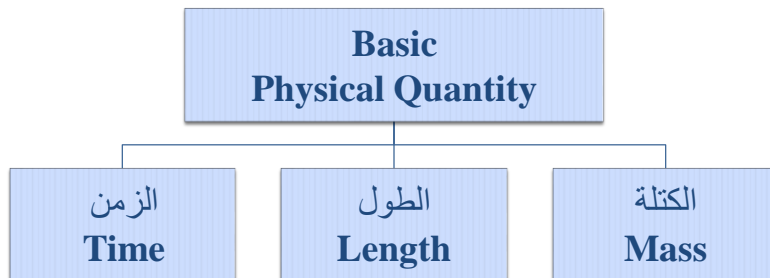 Basic
Physical Quantity
الزمن
Time
الطول
Length
الكتلة
Mass